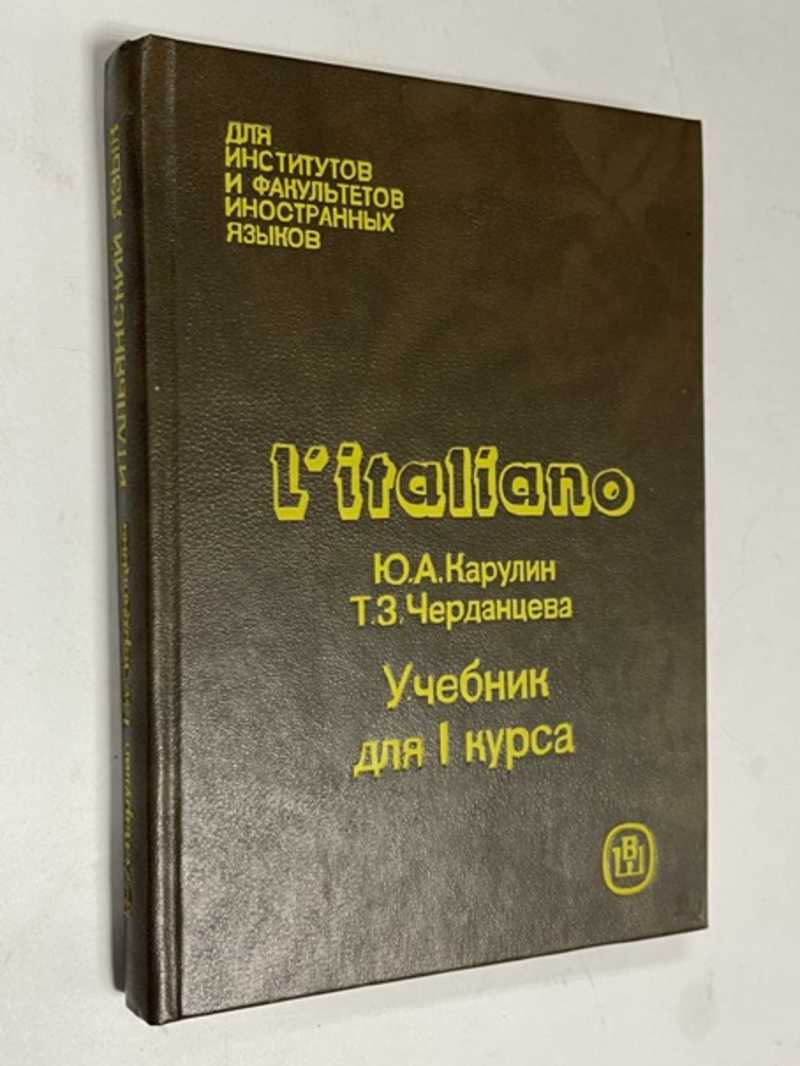 ДЛЯ
ИНСТИТУТОВ
И ФАКУЛЬТЕТОВ
ИНОСТРАННЫХ
ЯЗЫКОВ
L'italiano
Ю.А.Карулин
Т.З.Черданцева
Учебник
для I курса
ВШ
ИТАЛЬЯНСКИЙ ЯЗЫК